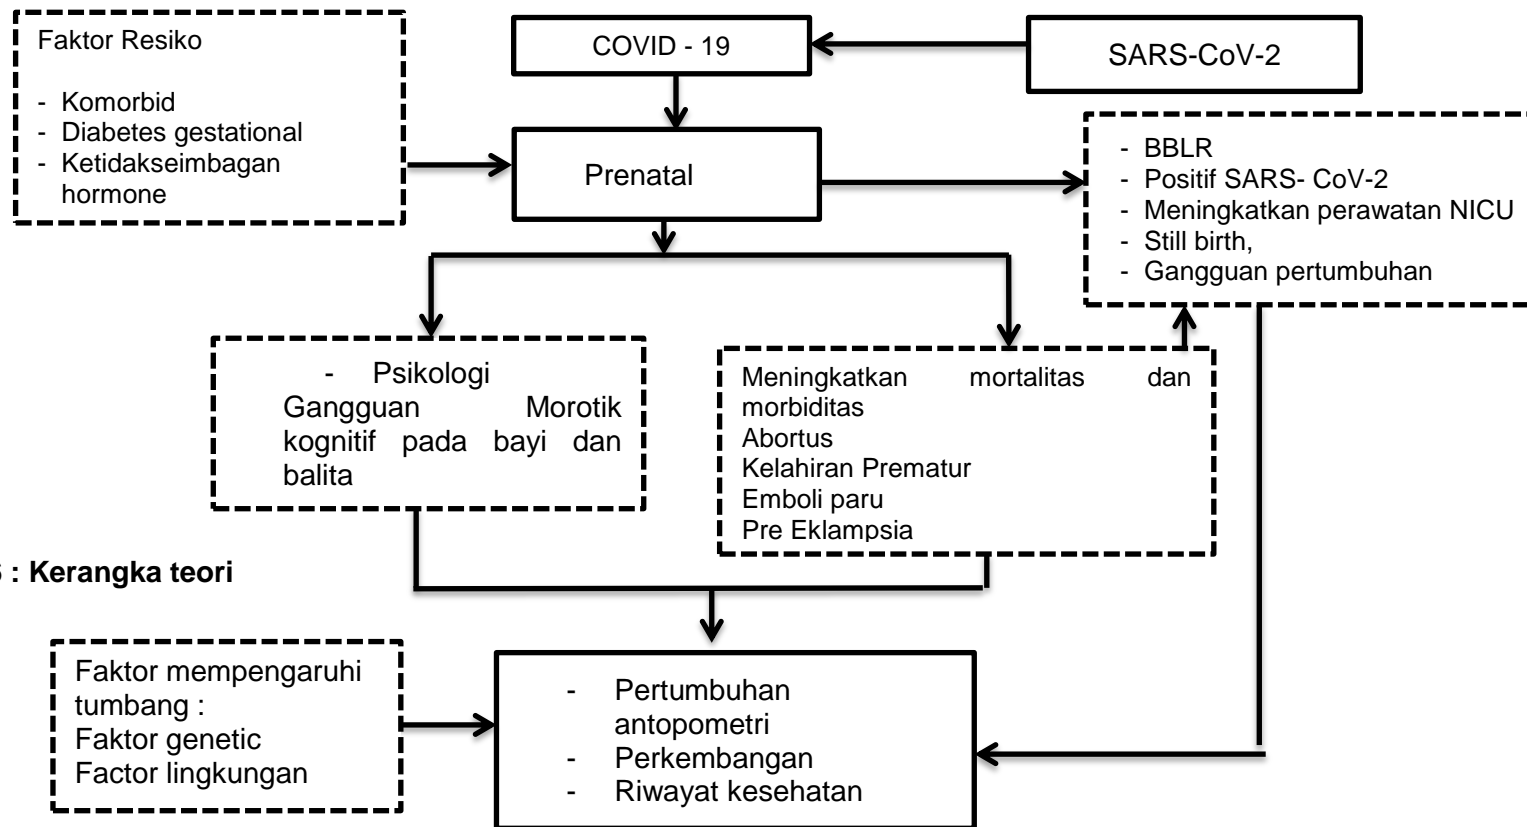 Faktor Resiko
- Komorbid
- Diabetes gestational
- Ketidakseimbagan
hormone
COVID - 19
SARS-CoV-2
Prenatal
- BBLR
- Positif SARS- CoV-2
- Meningkatkan perawatan NICU
- Still birth,
- Gangguan pertumbuhan
- Psikologi
Gangguan Morotik
kognitif pada bayi dan
balita
Meningkatkan mortalitas dan
morbiditas
Abortus
Kelahiran Prematur
Emboli paru
Pre Eklampsia
: Kerangka teori
Faktor mempengaruhi
tumbang :
Faktor genetic
Factor lingkungan
- Pertumbuhan
antopometri
- Perkembangan
- Riwayat kesehatan